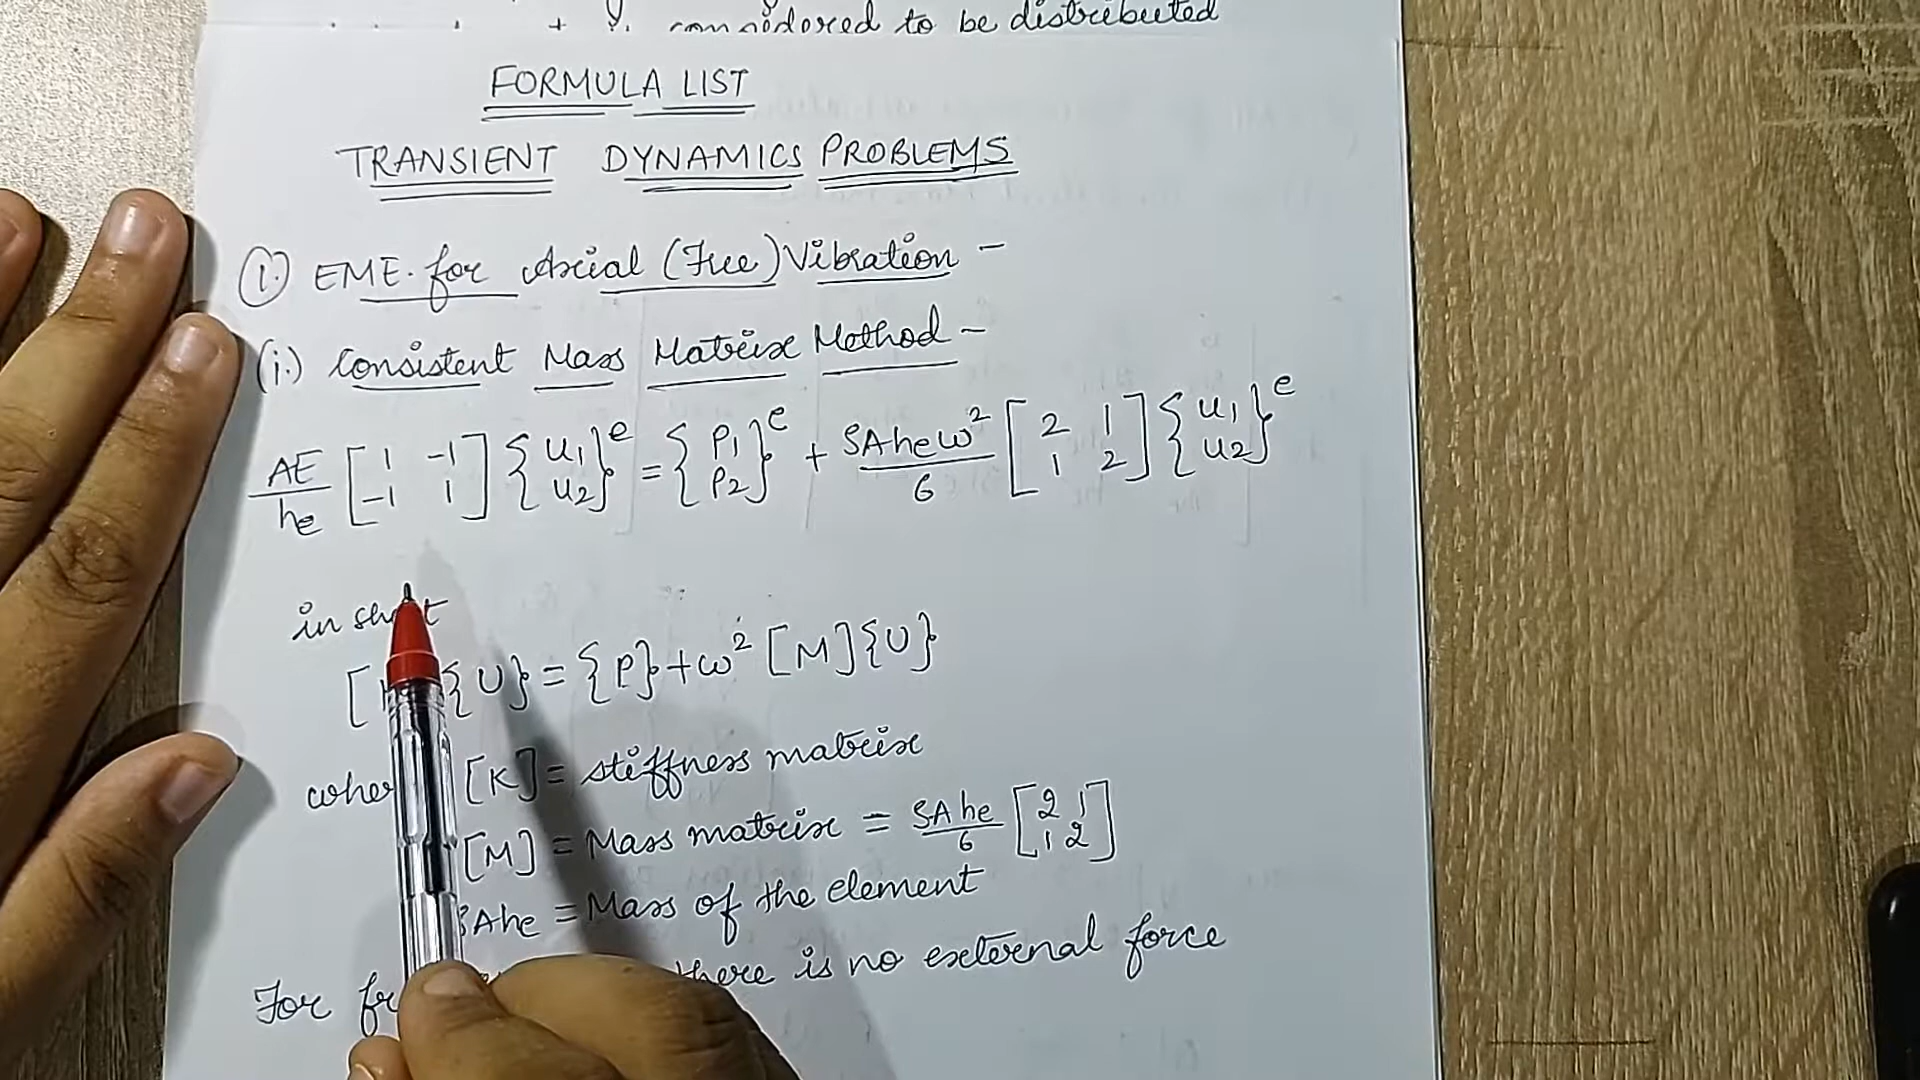 considered to be distributed
FORMULA LIST
TRANSIENT DYNAMICS PROBLEMS
1. EME. for Axial (Free) Vibration -
(i.) Consistent Mass Matrix Method -
AE/he [1 -1; -1 1] {u1; u2}^e = {P1; P2}^e + ρAheω²/6 [2 1; 1 2] {u1; u2}^e
in short
[ {U} = {P} + ω² [M] {U}
[K] = stiffness matrix
[M] = Mass matrix = ρAhe/6 [2 1; 1 2]
ρAhe = Mass of the element
For there is no external force